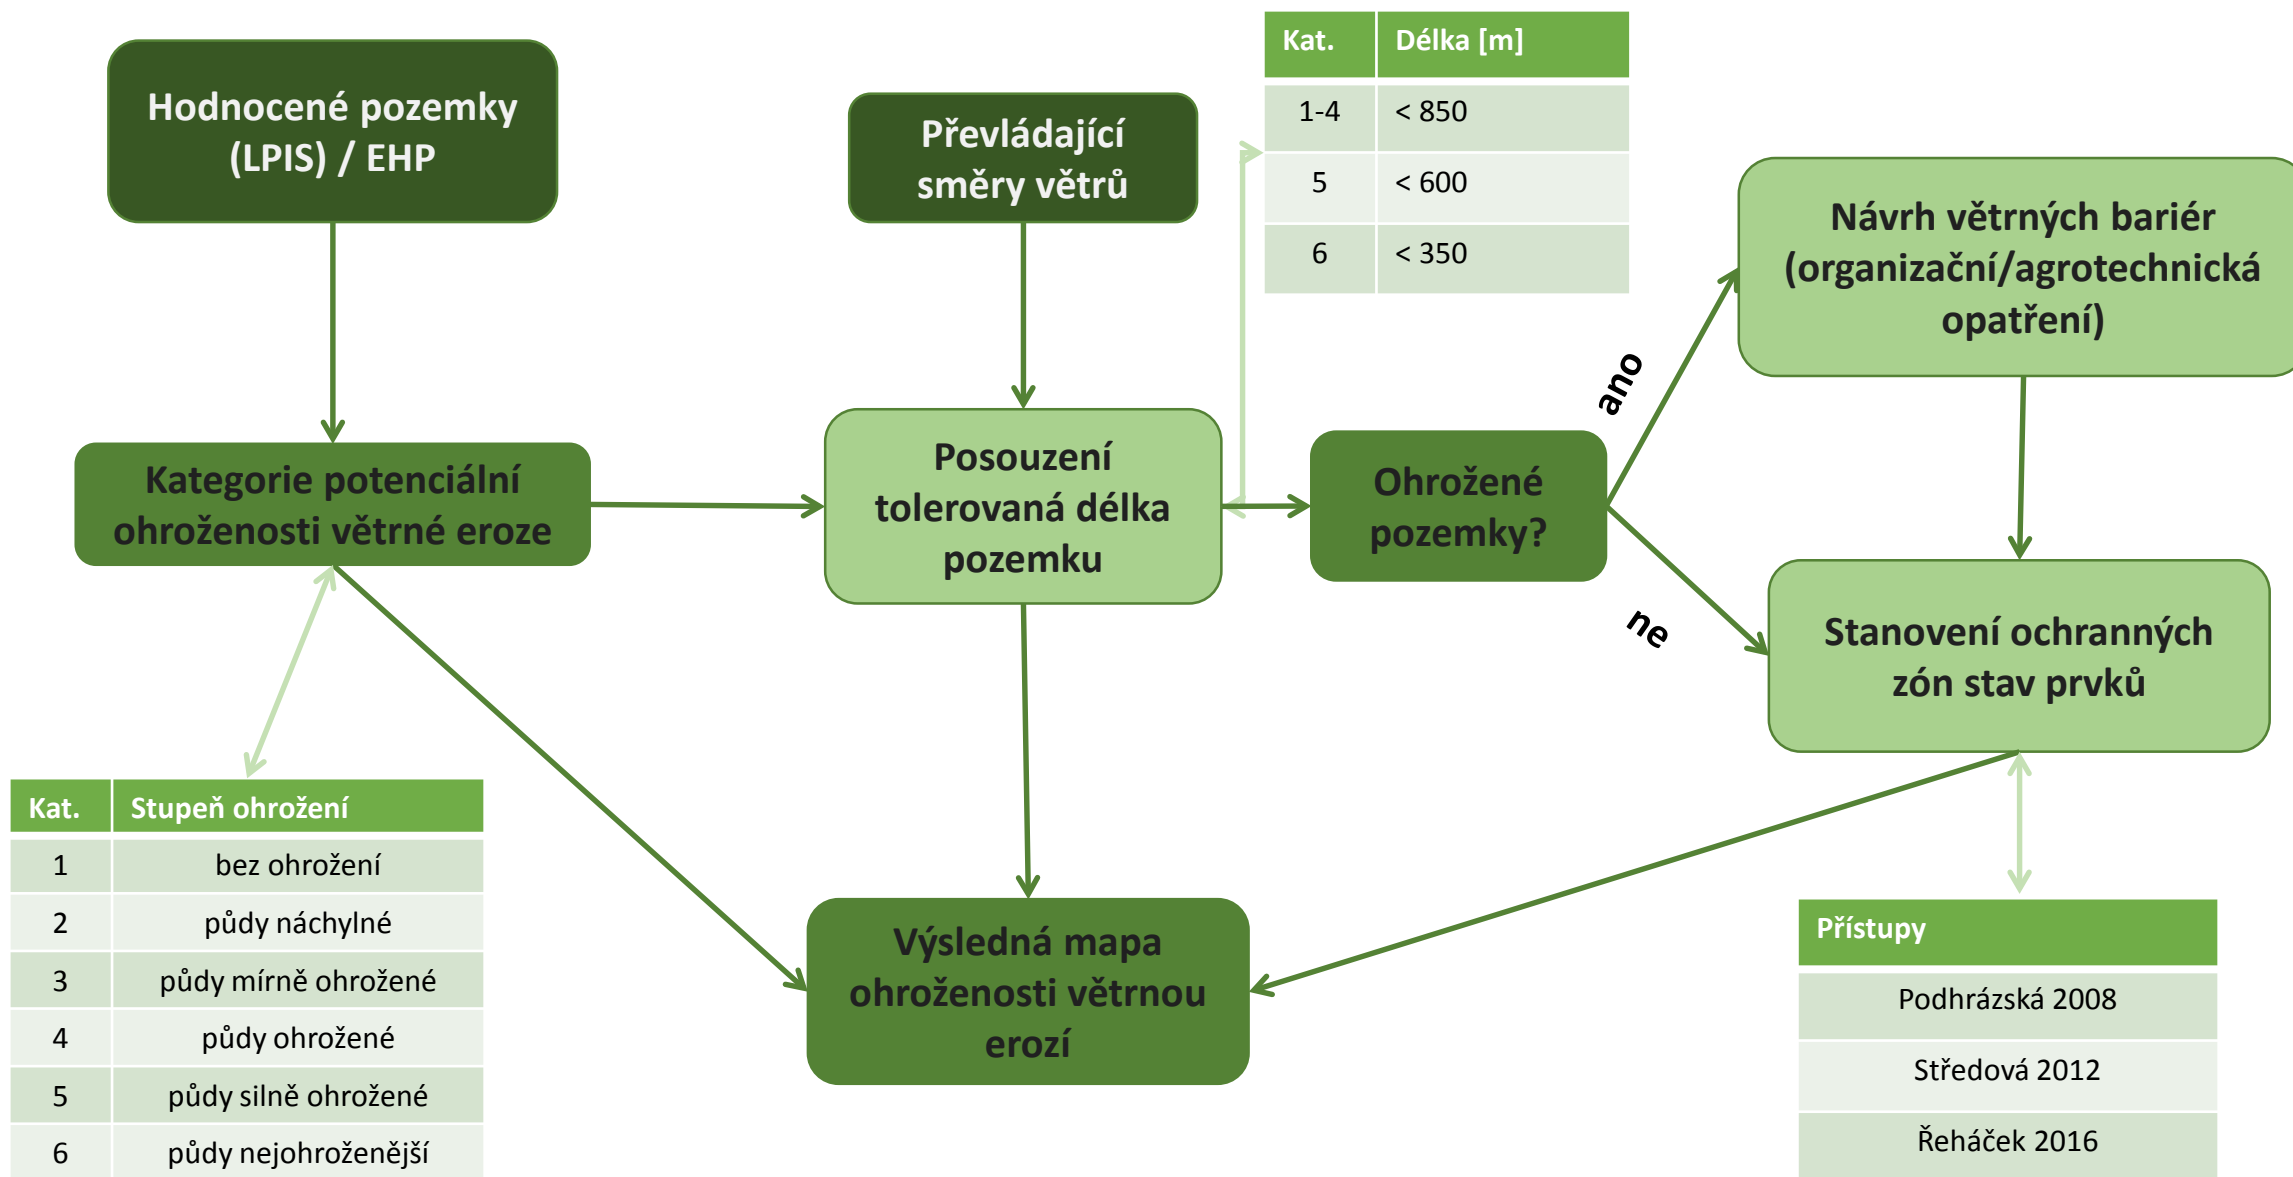 Hodnocené pozemky
(LPIS) / EHP
Převládající
směry větrů
Kat. Délka [m]
1-4 < 850
5 < 600
6 < 350
Návrh větrných bariér
(organizační/agrotechnická
opatření)
ano
Kategorie potenciální
ohroženosti větrné eroze
Posouzení
tolerovaná délka
pozemku
Ohrožené
pozemky?
ne
Stanovení ochranných
zón stav prvků
Kat. Stupeň ohrožení
1 bez ohrožení
2 půdy náchylné
3 půdy mírně ohrožené
4 půdy ohrožené
5 půdy silně ohrožené
6 půdy nejohroženější
Výsledná mapa
ohroženosti větrnou
erozí
Přístupy
Podhrázská 2008
Středová 2012
Řeháček 2016